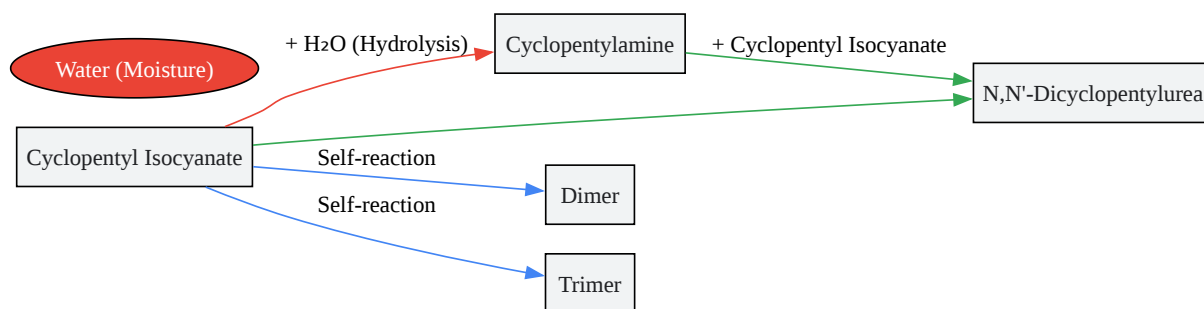 + H₂O (Hydrolysis)
Cyclopentylamine
+ Cyclopentyl Isocyanate
Water (Moisture)
N,N'-Dicyclopentylurea
Cyclopentyl Isocyanate
Self-reaction
Dimer
Self-reaction
Trimer